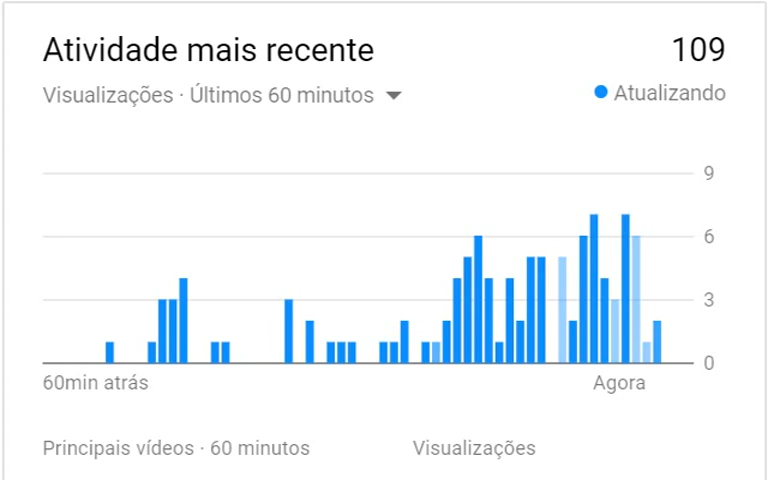 Atividade mais recente 109
Visualizações · Últimos 60 minutos Atualizando
9
6
3
0
60min atrás Agora
Principais vídeos · 60 minutos Visualizações